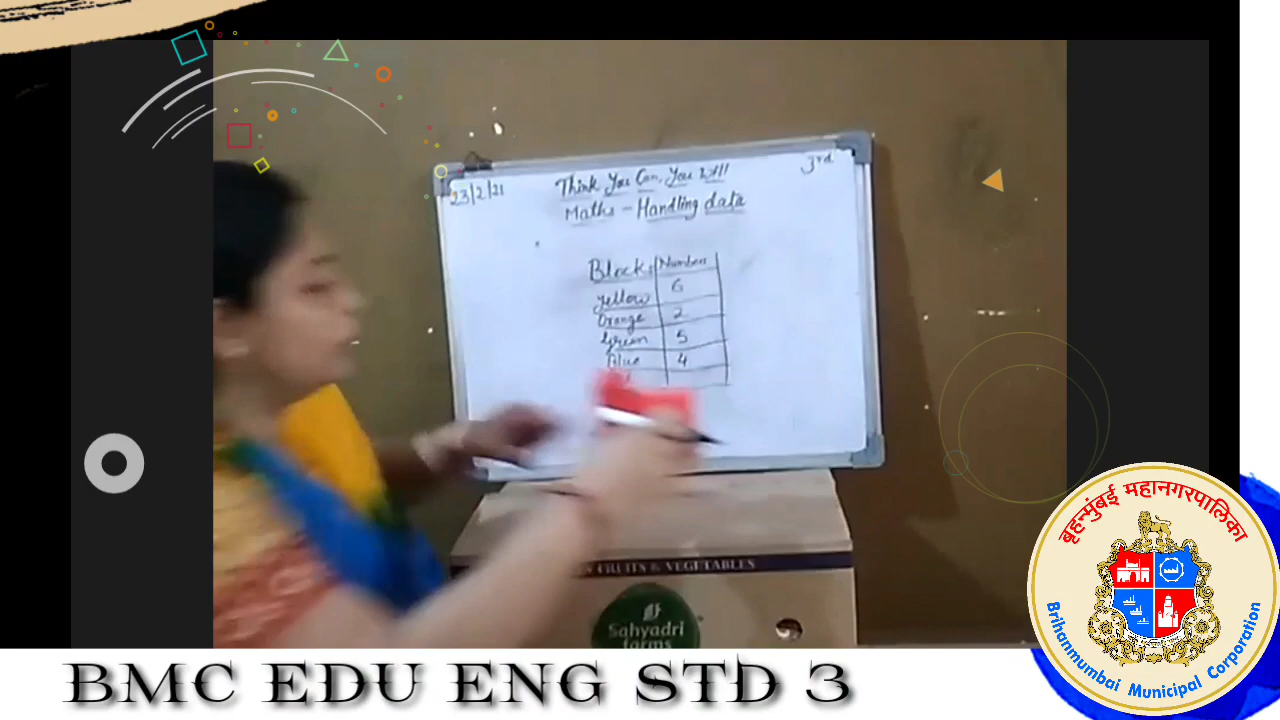 Think You Can, You Will!
3rd
23/2/21
Maths - Handling data
Blocks Number
Yellow 6
Orange 2
Green 5
Blue 4
FRUITS & VEGETABLES
Sahyadri
farms
बृहन्मुंबई महानगरपालिका
Brihanmumbai Municipal Corporation
BMC EDU ENG STD 3